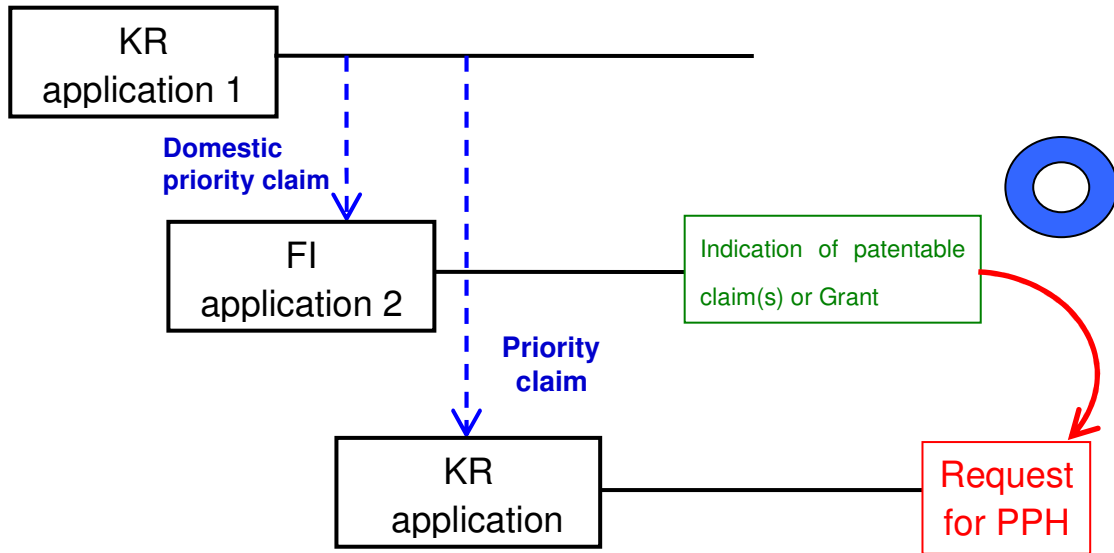 KR
application 1
Domestic
priority claim
FI
application 2
Indication of patentable
claim(s) or Grant
Priority
claim
KR
application
Request
for PPH